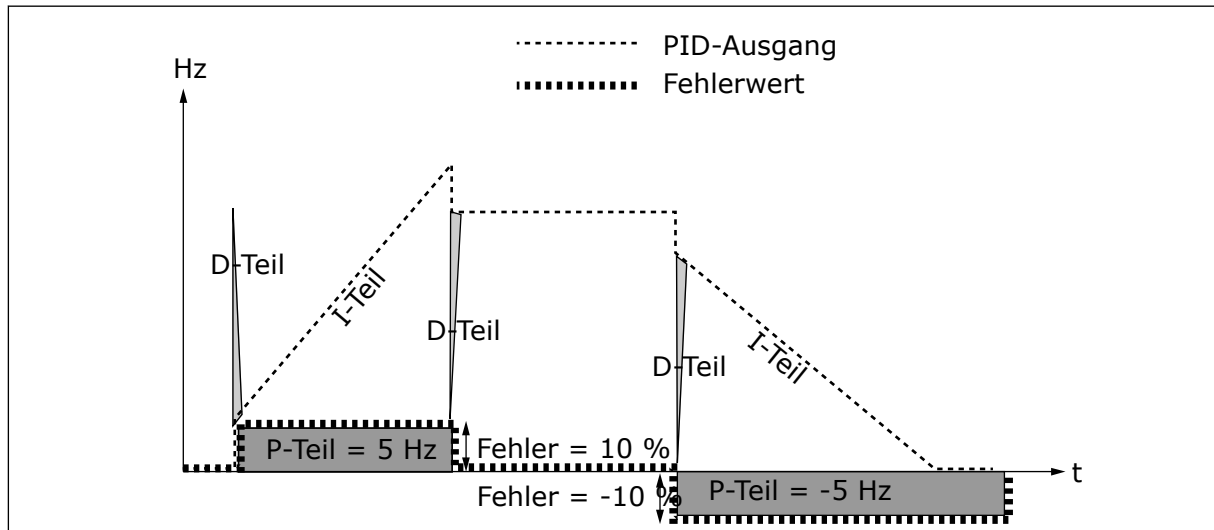 PID-Ausgang
Hz
Fehlerwert
D-Teil
I-Teil
D-Teil
D-Teil
I-Teil
P-Teil = 5 Hz
Fehler = 10 %
t
Fehler = -10 %
P-Teil = -5 Hz